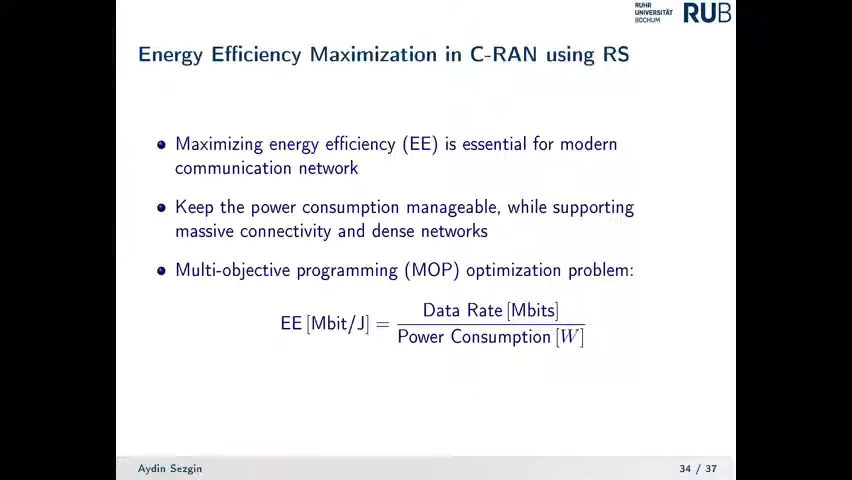 RUHR
UNIVERSITÄT
BOCHUM
RUB
Energy Efficiency Maximization in C-RAN using RS
Maximizing energy efficiency (EE) is essential for modern
communication network
Keep the power consumption manageable, while supporting
massive connectivity and dense networks
Multi-objective programming (MOP) optimization problem:
EE [Mbit/J] = Data Rate [Mbits]
Power Consumption [W]
Aydin Sezgin
34 / 37